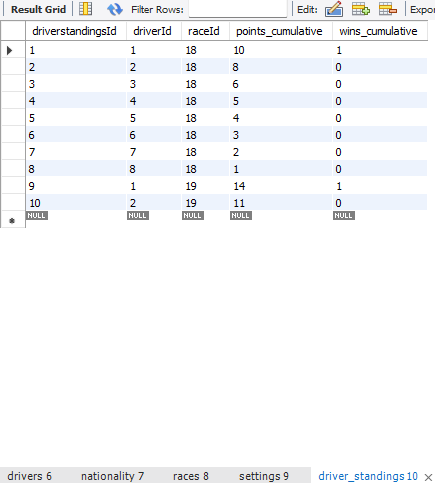 Result Grid Filter Rows: Edit: Expor
driverstandingsId driverId raceId points_cumulative wins_cumulative
1 1 18 10 1
2 2 18 8 0
3 3 18 6 0
4 4 18 5 0
5 5 18 4 0
6 6 18 3 0
7 7 18 2 0
8 8 18 1 0
9 1 19 14 1
10 2 19 11 0
NULL NULL NULL NULL NULL
drivers 6 nationality 7 races 8 settings 9 driver_standings 10